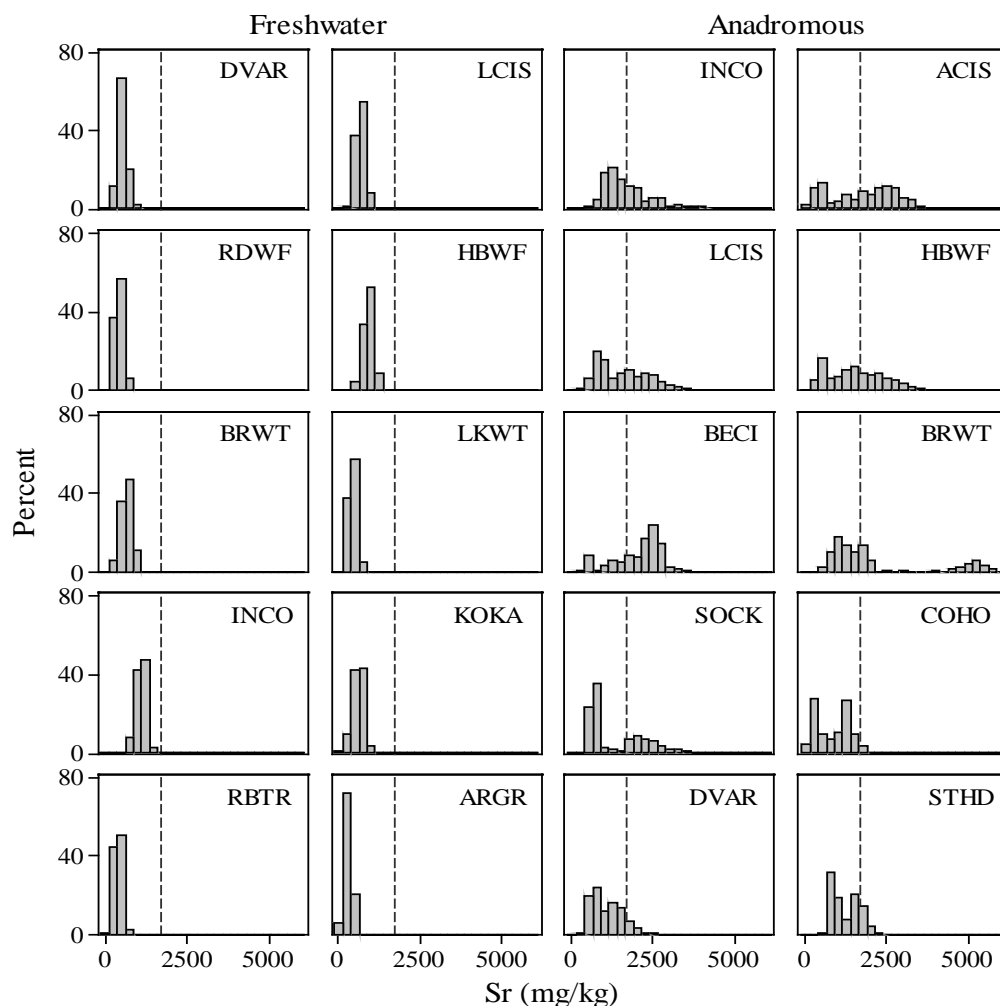 Freshwater Anadromous
80 DVAR LCIS INCO ACIS
40
0
80 RDWF HBWF LCIS HBWF
40
0
80 BRWT LKWT BECI BRWT
40
0
80 INCO KOKA SOCK COHO
40
0
80 RBTR ARGR DVAR STHD
40
0
0 2500 5000 0 2500 5000 0 2500 5000 0 2500 5000
Percent
Sr (mg/kg)